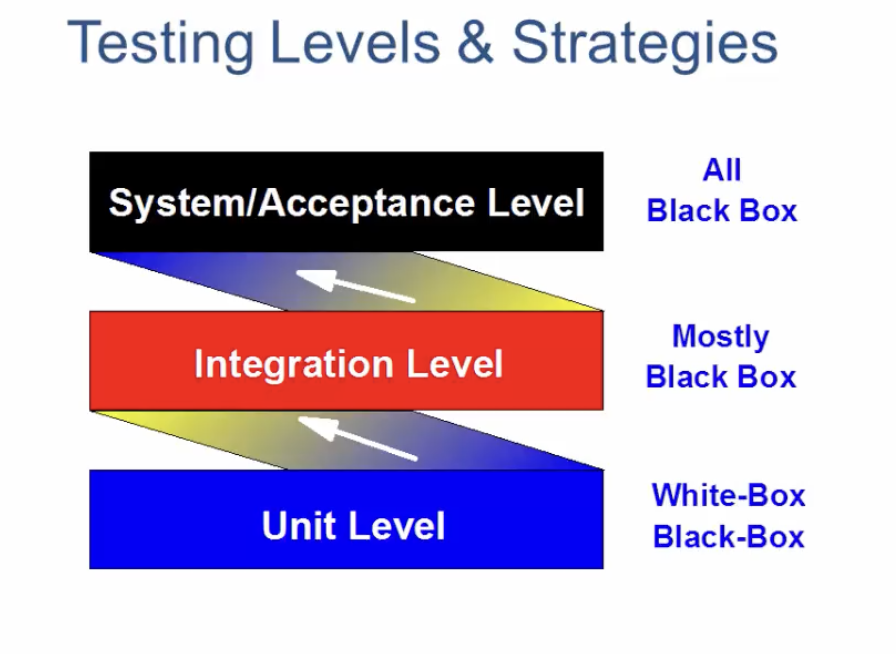 Testing Levels & Strategies
System/Acceptance Level
All
Black Box
Integration Level
Mostly
Black Box
Unit Level
White-Box
Black-Box